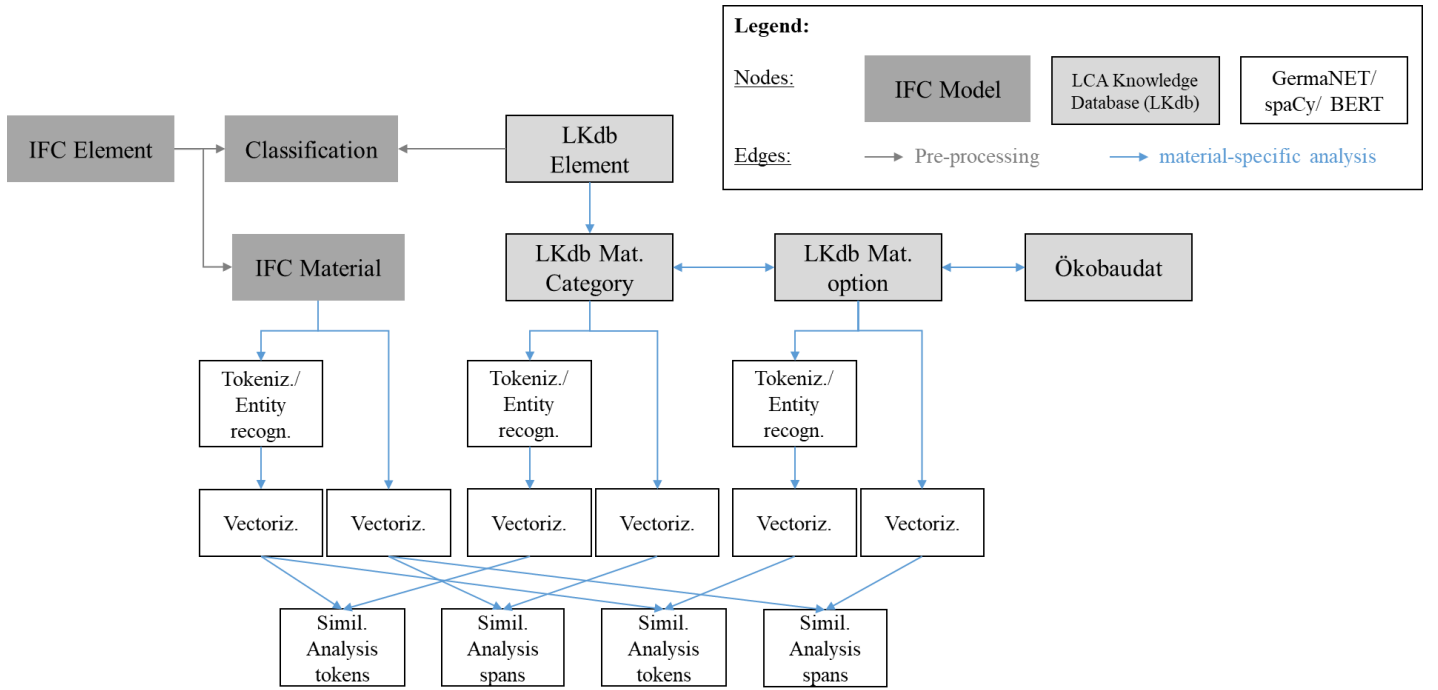 Legend:
Nodes:
IFC Model
LCA Knowledge
Database (LKdb)
GermaNET/
spaCy/ BERT
Edges:
Pre-processing
material-specific analysis
IFC Element
Classification
LKdb
Element
IFC Material
LKdb Mat.
Category
LKdb Mat.
option
Ökobaudat
Tokeniz./
Entity
recogn.
Tokeniz./
Entity
recogn.
Tokeniz./
Entity
recogn.
Vectoriz.
Vectoriz.
Vectoriz.
Vectoriz.
Vectoriz.
Vectoriz.
Simil.
Analysis
tokens
Simil.
Analysis
spans
Simil.
Analysis
tokens
Simil.
Analysis
spans